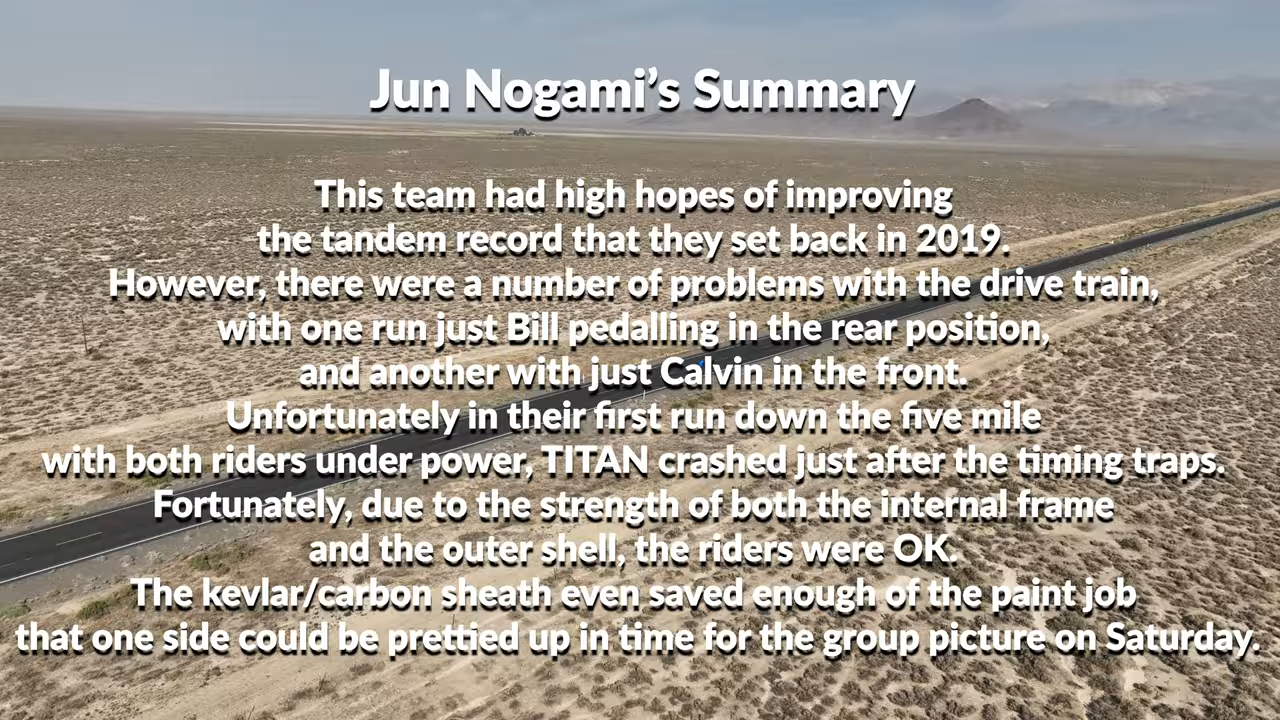 Jun Nogami’s Summary
This team had high hopes of improving
the tandem record that they set back in 2019.
However, there were a number of problems with the drive train,
with one run just Bill pedalling in the rear position,
and another with just Calvin in the front.
Unfortunately in their first run down the five mile
with both riders under power, TITAN crashed just after the timing traps.
Fortunately, due to the strength of both the internal frame
and the outer shell, the riders were OK.
The kevlar/carbon sheath even saved enough of the paint job
that one side could be prettied up in time for the group picture on Saturday.